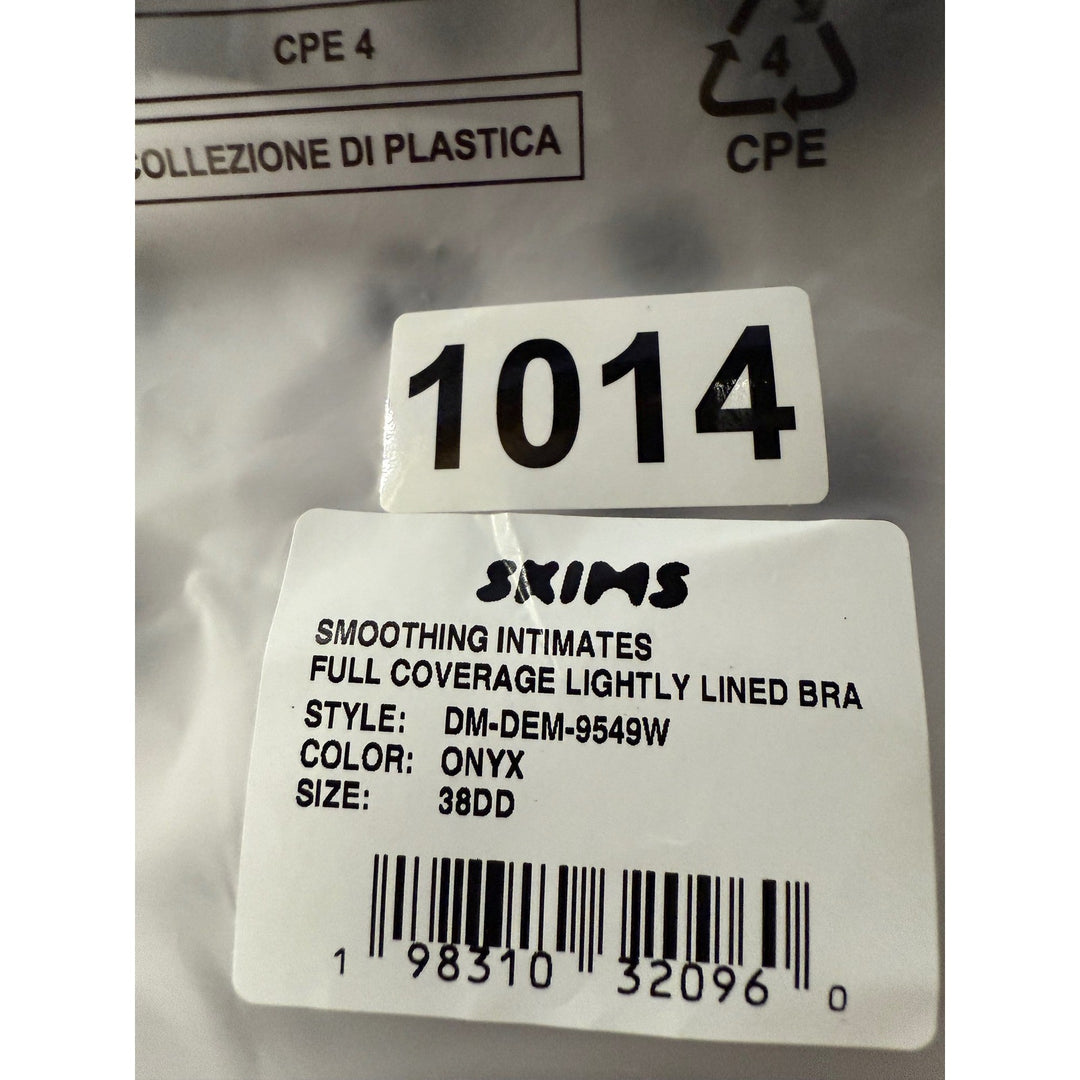 CPE 4
COLLEZIONE DI PLASTICA
4
CPE
1014
SKIMS
SMOOTHING INTIMATES
FULL COVERAGE LIGHTLY LINED BRA
STYLE: DM-DEM-9549W
COLOR: ONYX
SIZE: 38DD
1 98310 32096 0